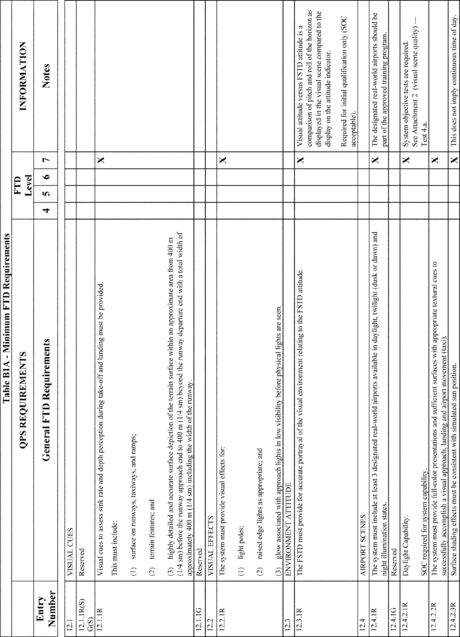 Table B1A - Minimum FTD Requirements
QPS REQUIREMENTS
FTD
Level
INFORMATION
Entry
Number
General FTD Requirements
4 5 6 7
Notes
12.1 VISUAL CUES
12.1.1R(S)
G(S)
Reserved
12.1.1R
Visual cues to assess sink rate and depth perception during take-off and landing must be provided.
X
This must include:
(1) surface on runways, taxiways, and ramps;
(2) terrain features; and
(3) highly detailed and accurate surface depiction of the terrain surface within an approximate area from 400 m
(1/4 sm) before the runway approach end to 400 m (1/4 sm) beyond the runway departure end with a total width of
approximately 400 m (1/4 sm) including the width of the runway.
12.1.1G Reserved
12.2 VISUAL EFFECTS
12.2.1R The system must provide visual effects for: X
(1) light poles;
(2) raised edge lights as appropriate; and
(3) glow associated with approach lights in low visibility before physical lights are seen.
12.3 ENVIRONMENT ATTITUDE
12.3.1R The FSTD must provide for accurate portrayal of the visual environment relating to the FSTD attitude. X
Visual attitude versus FSTD attitude is a
comparison of pitch and roll of the horizon as
displayed in the visual scene compared to the
display on the attitude indicator.
Required for initial qualification only (SOC
acceptable).
12.4 AIRPORT SCENES
12.4.1R The system must include at least 3 designated real-world airports available in daylight, twilight (dusk or dawn) and
night illumination states.
X
The designated real-world airports should be
part of the approved training program.
12.4.1G Reserved
12.4.2.1R Daylight Capability. X
SOC required for system capability.
System objective tests are required.
See Attachment 2 (visual scene quality) —
Test 4.a.
12.4.2.2R The system must provide full-color presentations and sufficient surfaces with appropriate textural cues to
successfully accomplish a visual approach, landing and airport movement (taxi).
X
12.4.2.3R Surface shading effects must be consistent with simulated sun position. X This does not imply continuous time of day.